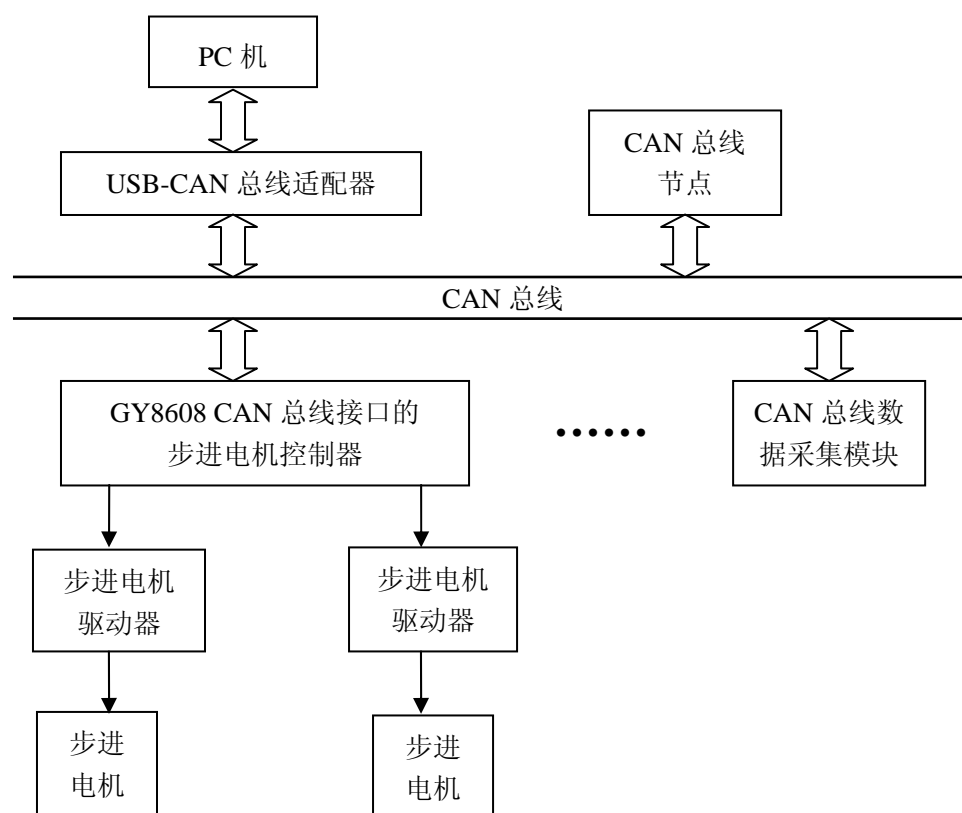 PC 机
USB-CAN 总线适配器
CAN 总线
节点
CAN 总线
GY8608 CAN 总线接口的
步进电机控制器
……
CAN 总线数
据采集模块
步进电机
驱动器
步进电机
驱动器
步进
电机
步进
电机